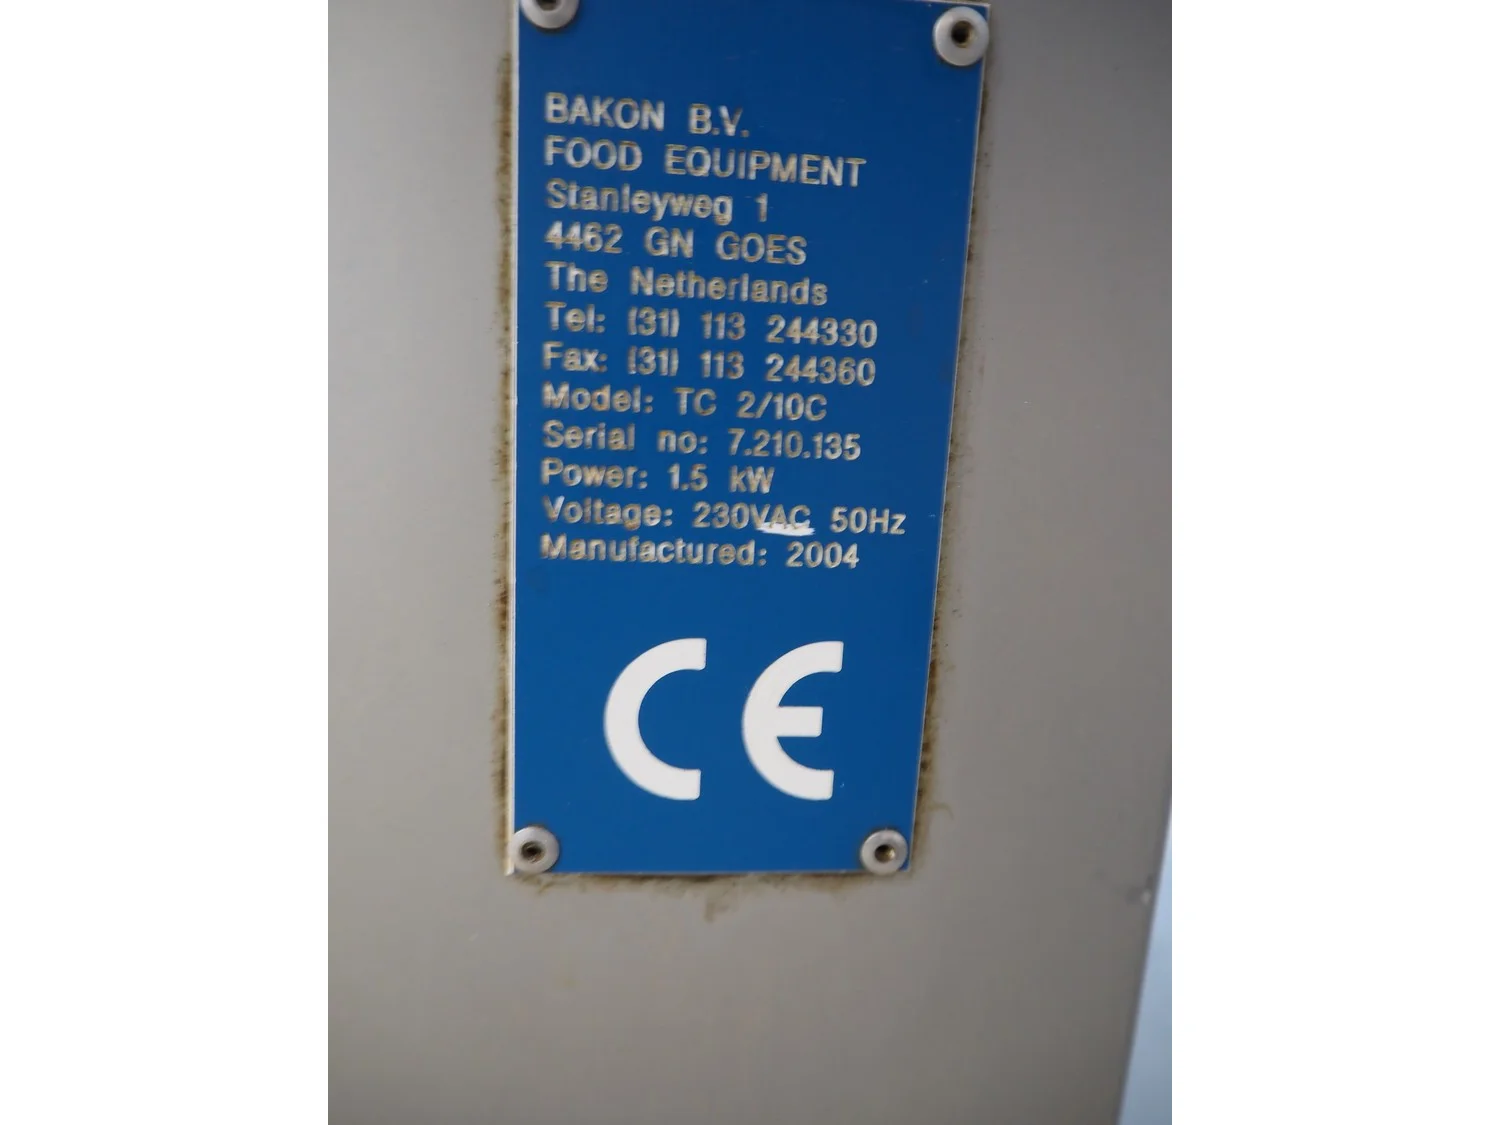 BAKON B.V.
FOOD EQUIPMENT
Stanleyweg 1
4462 GN GOES
The Netherlands
Tel: (31) 113 244330
Fax: (31) 113 244360
Model: TC 2/10C
Serial no: 7.210.135
Power: 1.5 kW
Voltage: 230VAC 50Hz
Manufactured: 2004
CE